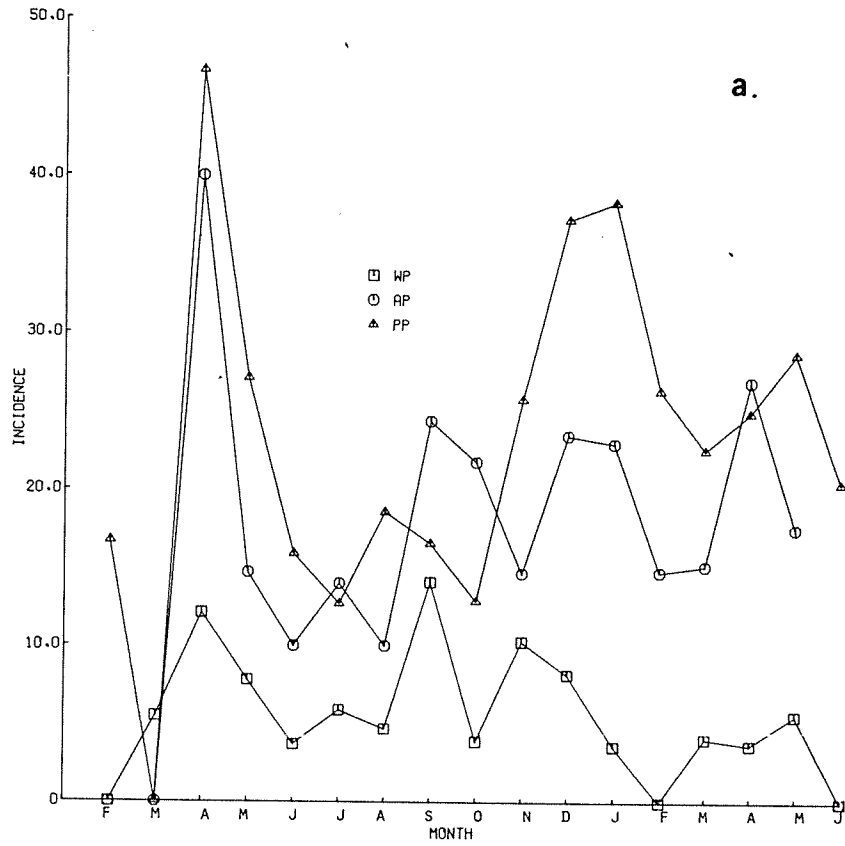 50.0
a.
40.0
WP
AP
30.0
PP
INCIDENCE
20.0
10.0
0
F M A M J J A S O N D J F M A M J
MONTH